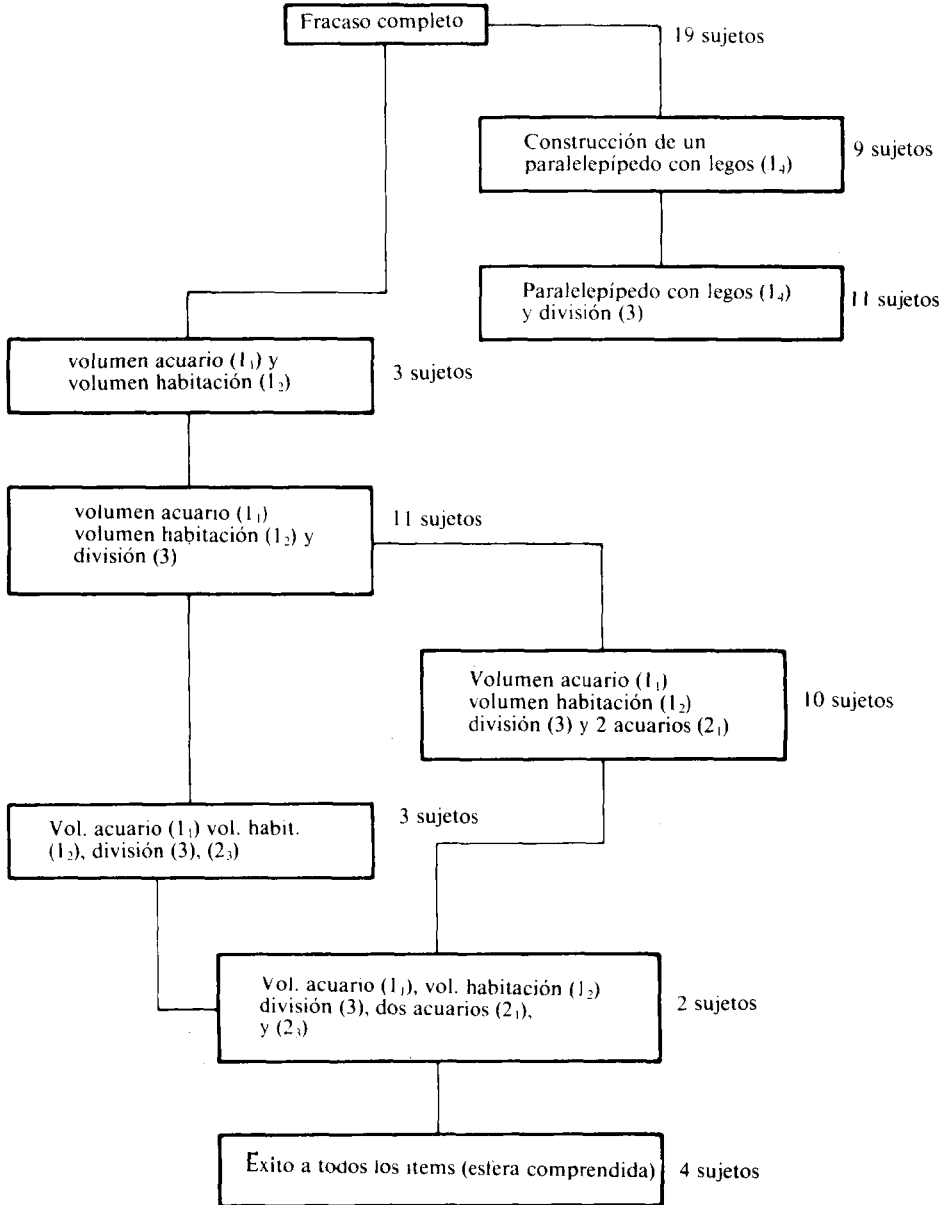 Fracaso completo
19 sujetos
Construcción de un
paralelepípedo con legos (1₄)
9 sujetos
Paralelepípedo con legos (1₄)
y división (3)
11 sujetos
volumen acuario (1₁) y
volumen habitación (1₂)
3 sujetos
volumen acuario (1₁)
volumen habitación (1₂) y
división (3)
11 sujetos
Volumen acuario (1₁)
volumen habitación (1₂)
división (3) y 2 acuarios (2₁)
10 sujetos
Vol. acuario (1₁) vol. habit.
(1₂), división (3), (2₃)
3 sujetos
Vol. acuario (1₁), vol. habitación (1₂)
división (3), dos acuarios (2₁),
y (2₃)
2 sujetos
Exito a todos los items (esfera comprendida)
4 sujetos